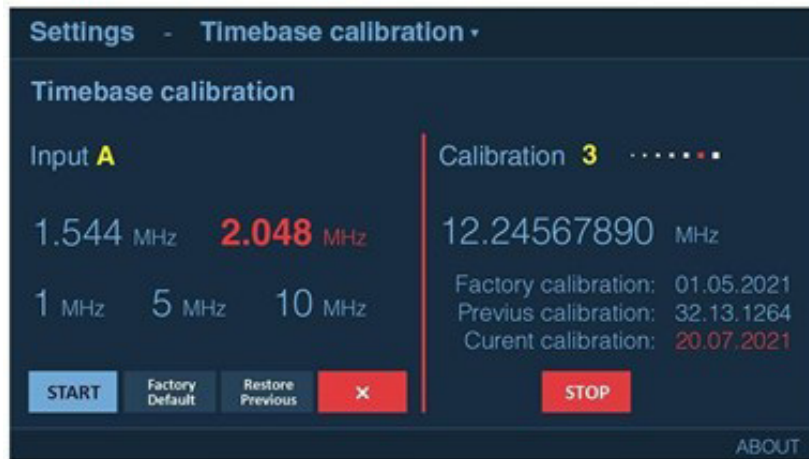 Settings - Timebase calibration
Timebase calibration
Input A
1.544 MHz 2.048 MHz
1 MHz 5 MHz 10 MHz
START Factory Default Restore Previous ×
Calibration 3
12.24567890 MHz
Factory calibration: 01.05.2021
Previus calibration: 32.13.1264
Curent calibration: 20.07.2021
STOP
ABOUT